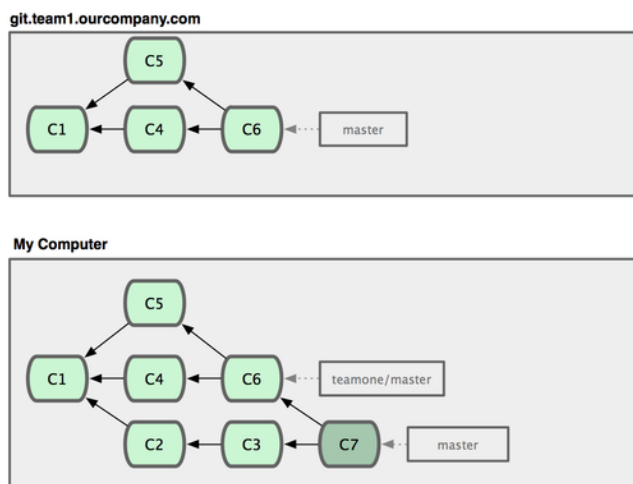 git.team1.ourcompany.com
C5
C1 C4 C6 master
My Computer
C5
C1 C4 C6 teamone/master
C2 C3 C7 master